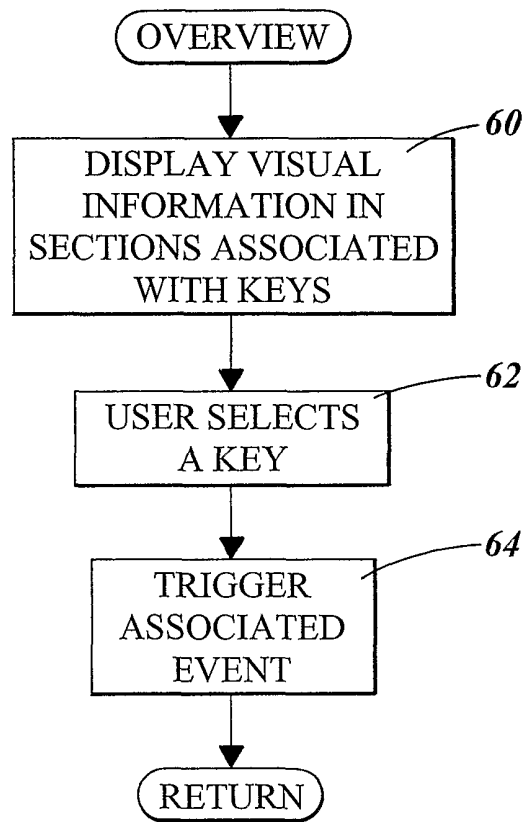 OVERVIEW
60
DISPLAY VISUAL
INFORMATION IN
SECTIONS ASSOCIATED
WITH KEYS
62
USER SELECTS
A KEY
64
TRIGGER
ASSOCIATED
EVENT
RETURN